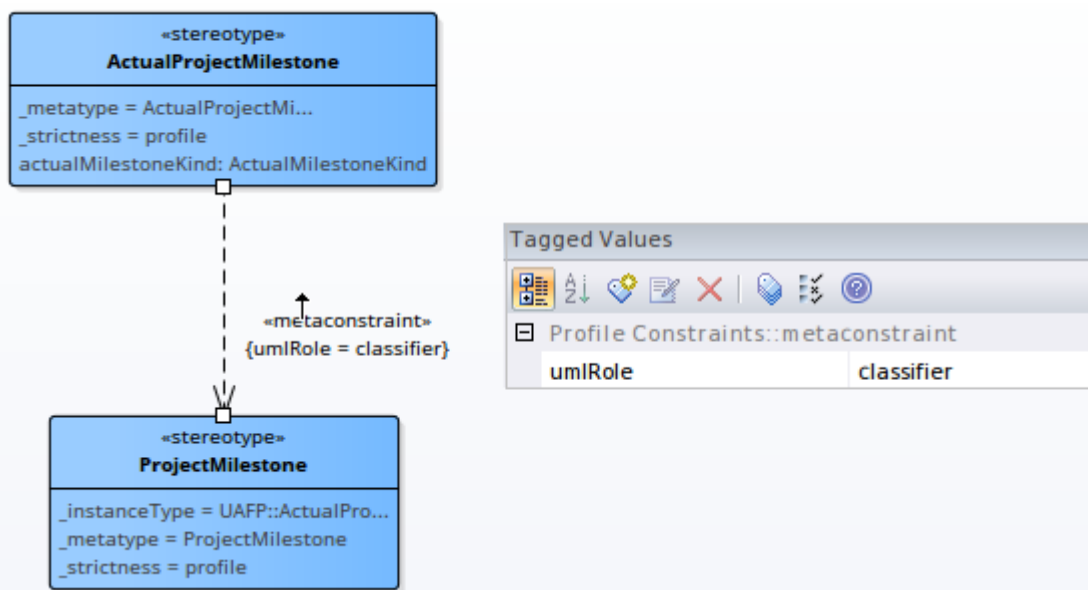 «stereotype»
ActualProjectMilestone
_metatype = ActualProjectMi...
_strictness = profile
actualMilestoneKind: ActualMilestoneKind
«metaconstraint»
{umlRole = classifier}
«stereotype»
ProjectMilestone
_instanceType = UAFP::ActualPro...
_metatype = ProjectMilestone
_strictness = profile
Tagged Values
Profile Constraints::metaconstraint
umlRole classifier